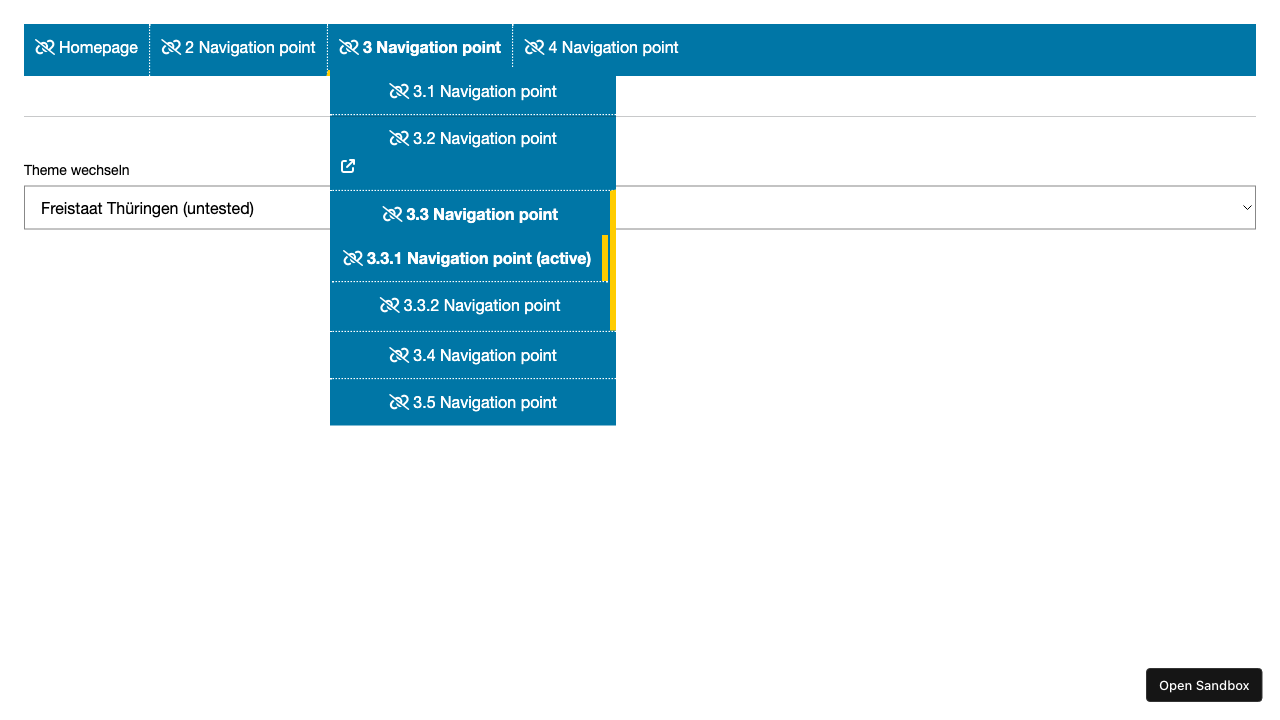 Homepage
2 Navigation point
3 Navigation point
4 Navigation point
3.1 Navigation point
3.2 Navigation point
3.3 Navigation point
3.3.1 Navigation point (active)
3.3.2 Navigation point
3.4 Navigation point
3.5 Navigation point
Theme wechseln
Freistaat Thüringen (untested)
Open Sandbox